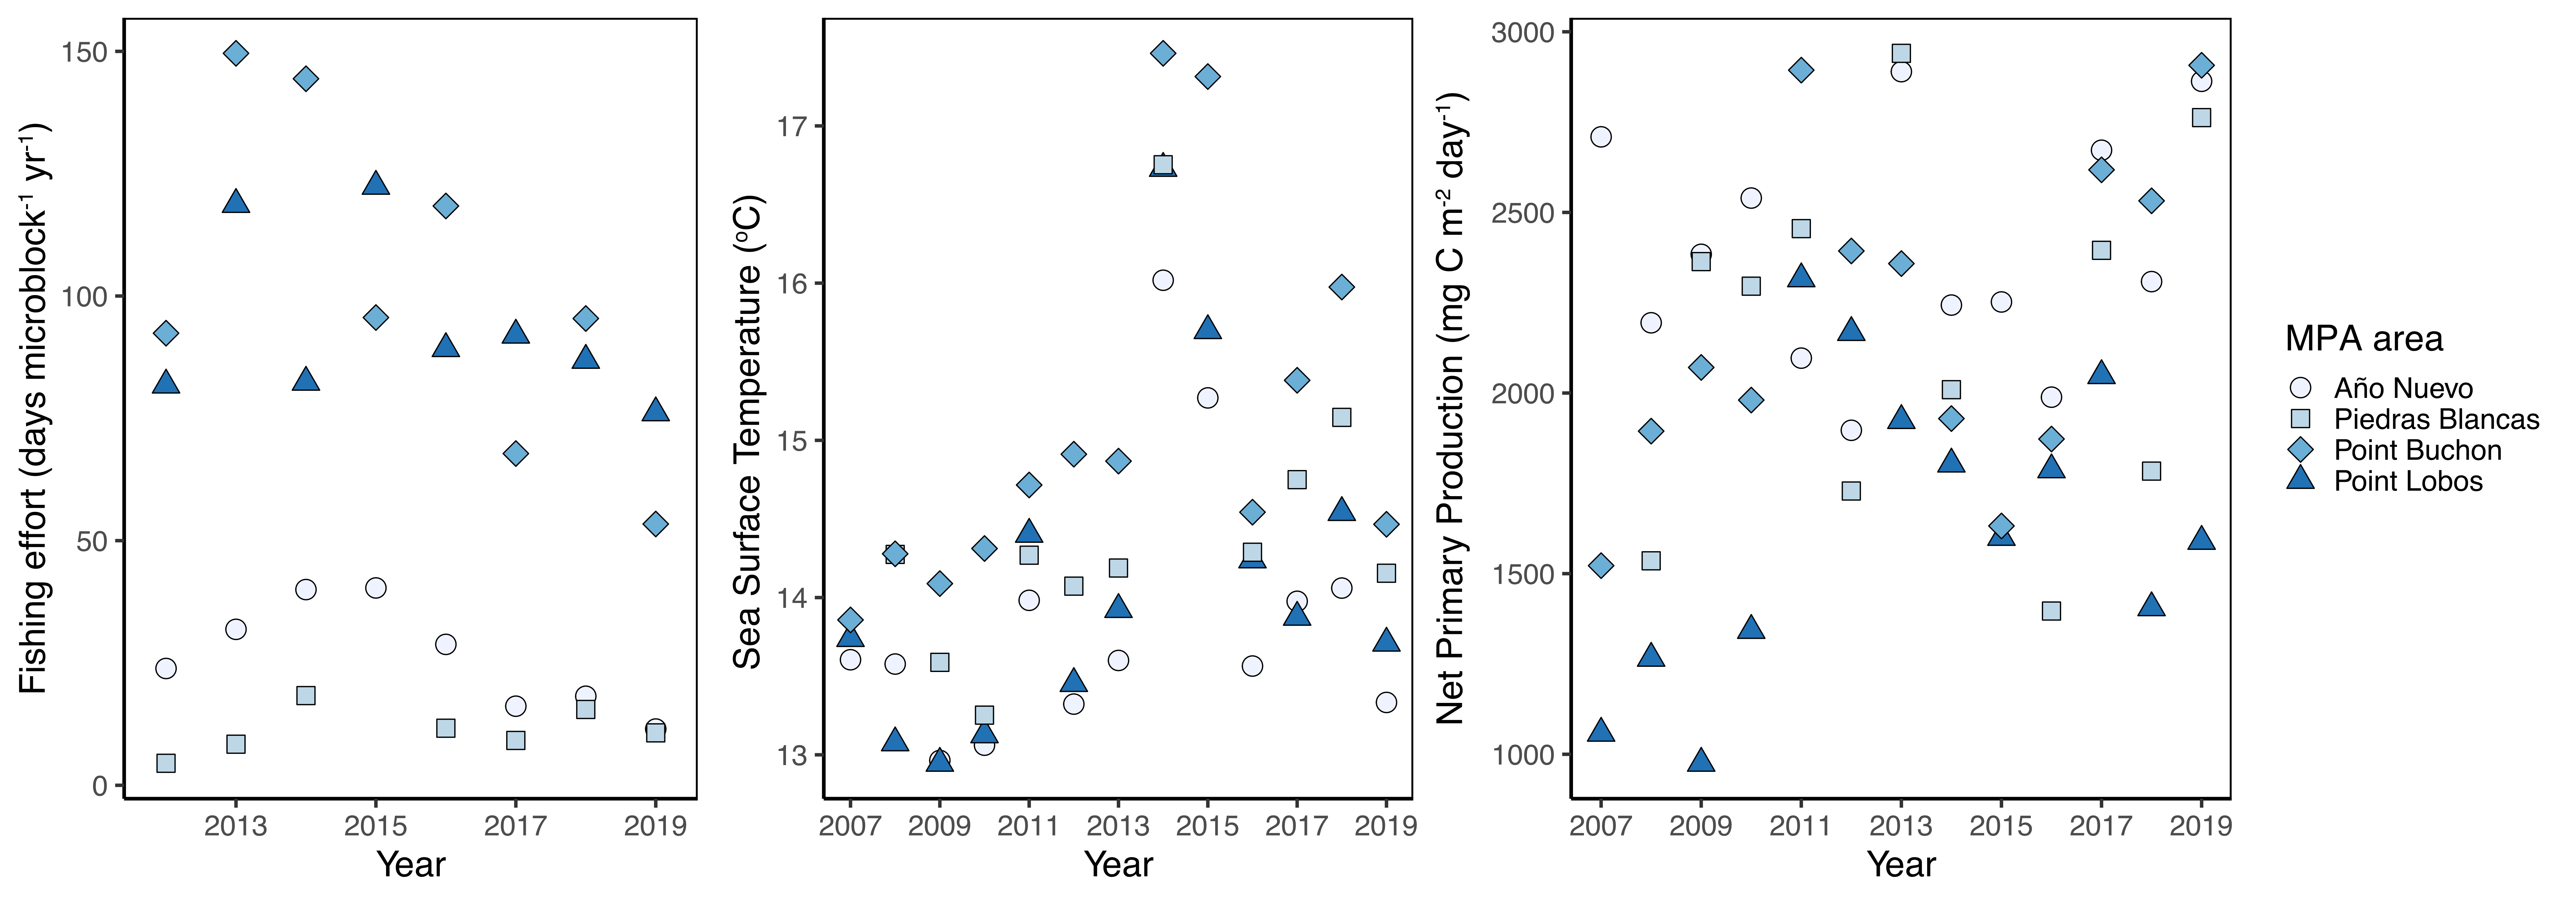 Fishing effort (days microblock⁻¹ yr⁻¹)
150
100
50
0
2013 2015 2017 2019
Year
Sea Surface Temperature (ºC)
17
16
15
14
13
2007 2009 2011 2013 2015 2017 2019
Year
Net Primary Production (mg C m⁻² day⁻¹)
3000
2500
2000
1500
1000
2007 2009 2011 2013 2015 2017 2019
Year
MPA area
Año Nuevo
Piedras Blancas
Point Buchon
Point Lobos